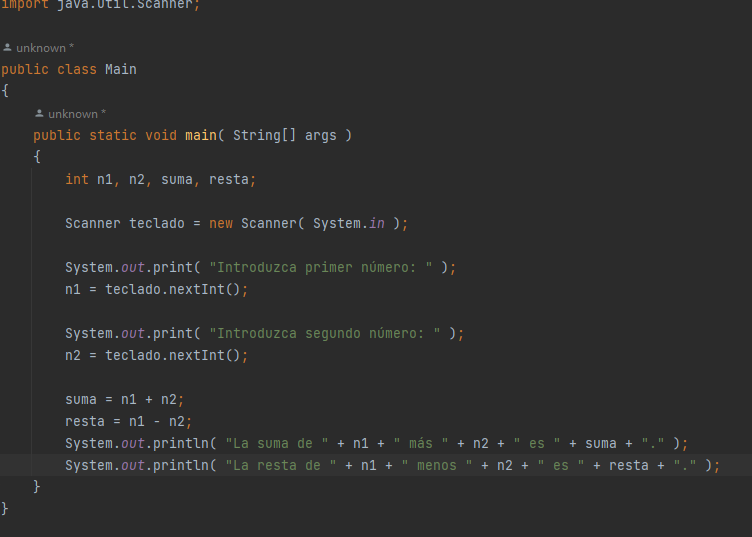 import java.util.Scanner;
unknown *
public class Main
{
unknown *
public static void main( String[] args )
{
int n1, n2, suma, resta;
Scanner teclado = new Scanner( System.in );
System.out.print( "Introduzca primer número: " );
n1 = teclado.nextInt();
System.out.print( "Introduzca segundo número: " );
n2 = teclado.nextInt();
suma = n1 + n2;
resta = n1 - n2;
System.out.println( "La suma de " + n1 + " más " + n2 + " es " + suma + "." );
System.out.println( "La resta de " + n1 + " menos " + n2 + " es " + resta + "." );
}
}